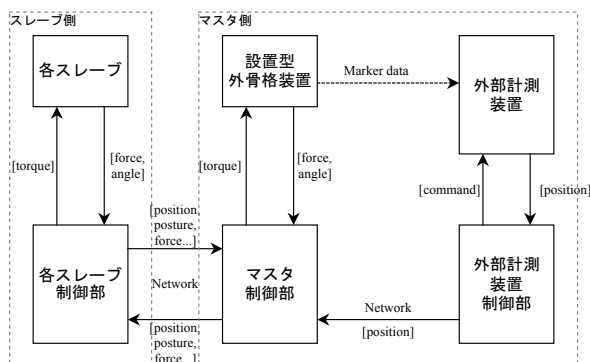 スレーブ側
マスタ側
各スレーブ
設置型
外骨格装置
Marker data
外部計測
装置
[torque]
[force,
angle]
[torque]
[force,
angle]
[command]
[position]
[position,
posture,
force...]
各スレーブ
制御部
Network
マスタ
制御部
Network
[position]
外部計測
装置
制御部
[position,
posture,
force...]